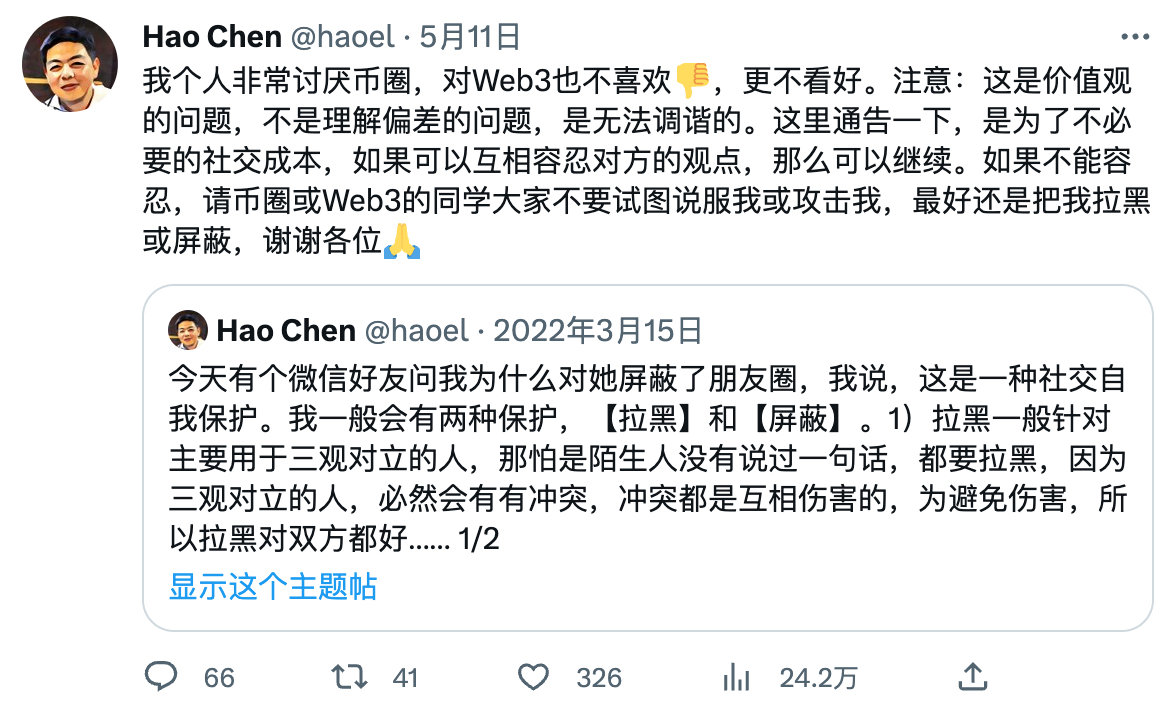 Hao Chen @haoel · 5月11日
我个人非常讨厌币圈，对Web3也不喜欢👎，更不看好。注意：这是价值观
的问题，不是理解偏差的问题，是无法调谐的。这里通告一下，是为了不必
要的社交成本，如果可以互相容忍对方的观点，那么可以继续。如果不能容
忍，请币圈或Web3的同学大家不要试图说服我或攻击我，最好还是把我拉黑
或屏蔽，谢谢各位🙏
Hao Chen @haoel · 2022年3月15日
今天有个微信好友问我为什么对她屏蔽了朋友圈，我说，这是一种社交自
我保护。我一般会有两种保护，【拉黑】和【屏蔽】。1）拉黑一般针对
主要用于三观对立的人，那怕是陌生人没有说过一句话，都要拉黑，因为
三观对立的人，必然会有有冲突，冲突都是互相伤害的，为避免伤害，所
以拉黑对双方都好…... 1/2
显示这个主题帖
66 41 326 24.2万